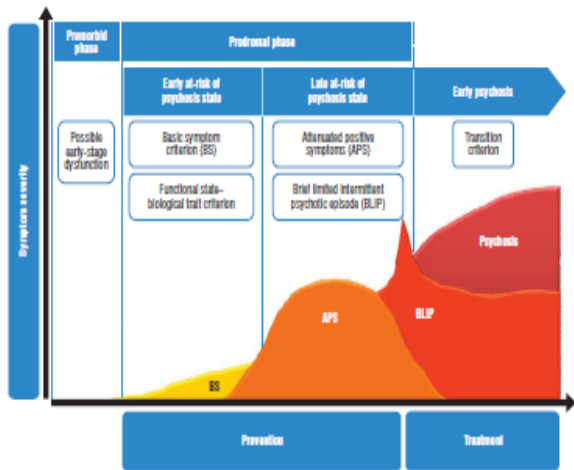 Premorbid
phase
Prodromal phase
Early at-risk of
psychosis state
Late at-risk of
psychosis state
Early psychosis
Possible
early-stage
dysfunction
Basic symptom
criterion (BS)
Functional state–
biological trait criterion
Attenuated positive
symptoms (APS)
Brief limited intermittent
psychotic episode (BLIP)
Transition
criterion
Symptom severity
Psychosis
BLIP
APS
BS
Prevention
Treatment